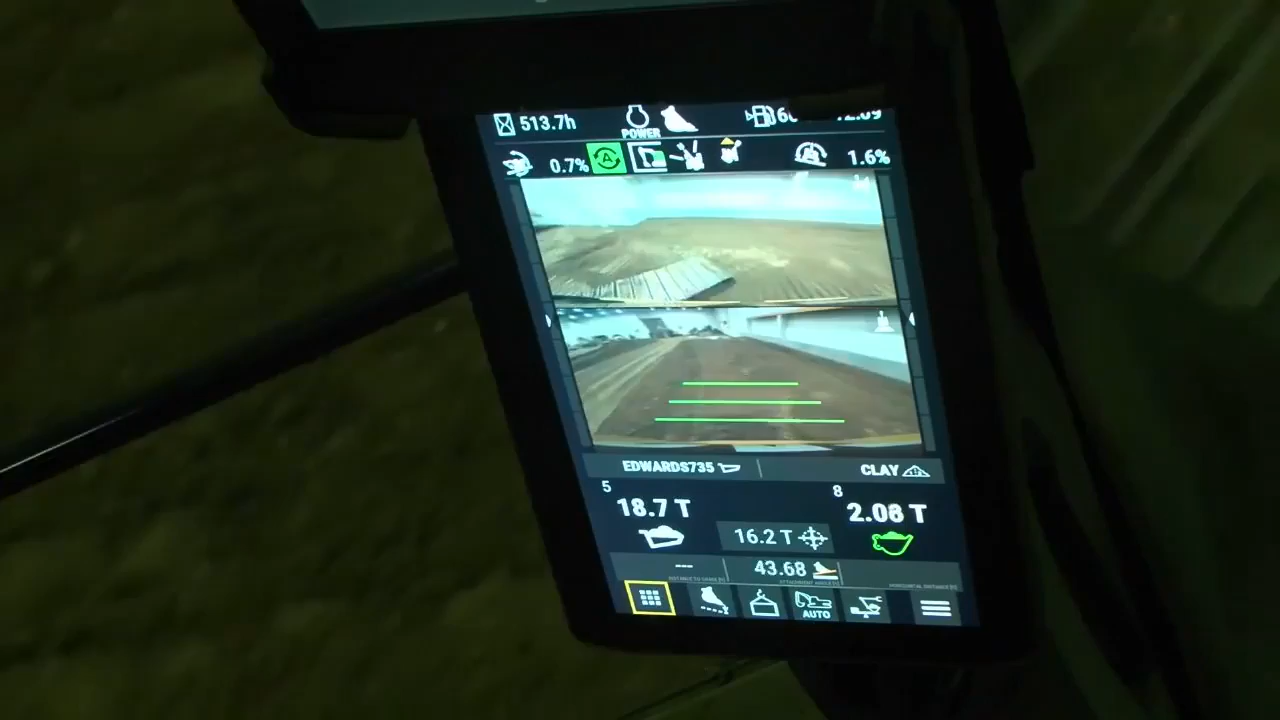 513.7h
POWER
0.7% A 1.6%
EDWARDS735 CLAY
5 8
18.7 T 2.08 T
16.2 T
--- 43.68
AUTO